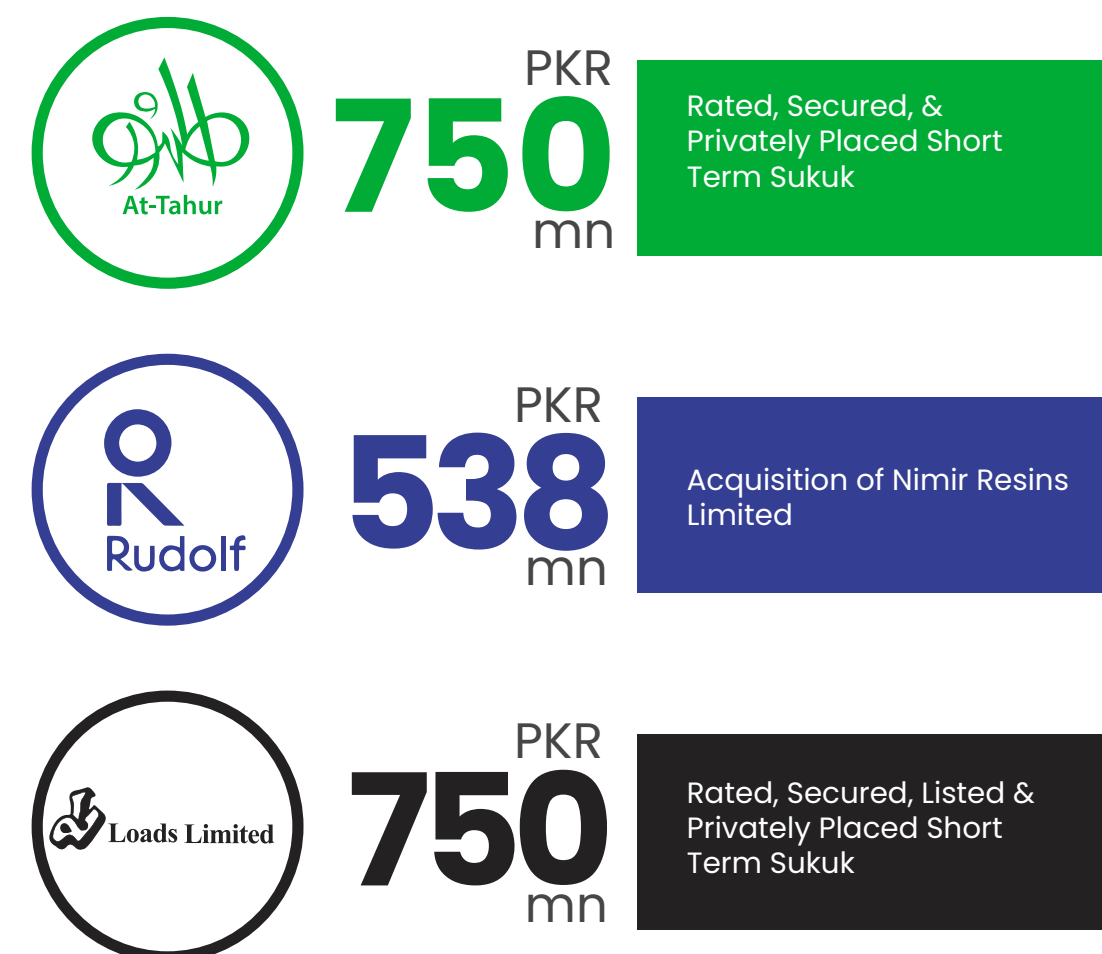 At-Tahur
PKR
750
mn
Rated, Secured, &
Privately Placed Short
Term Sukuk
Rudolf
PKR
538
mn
Acquisition of Nimir Resins
Limited
Loads Limited
PKR
750
mn
Rated, Secured, Listed &
Privately Placed Short
Term Sukuk